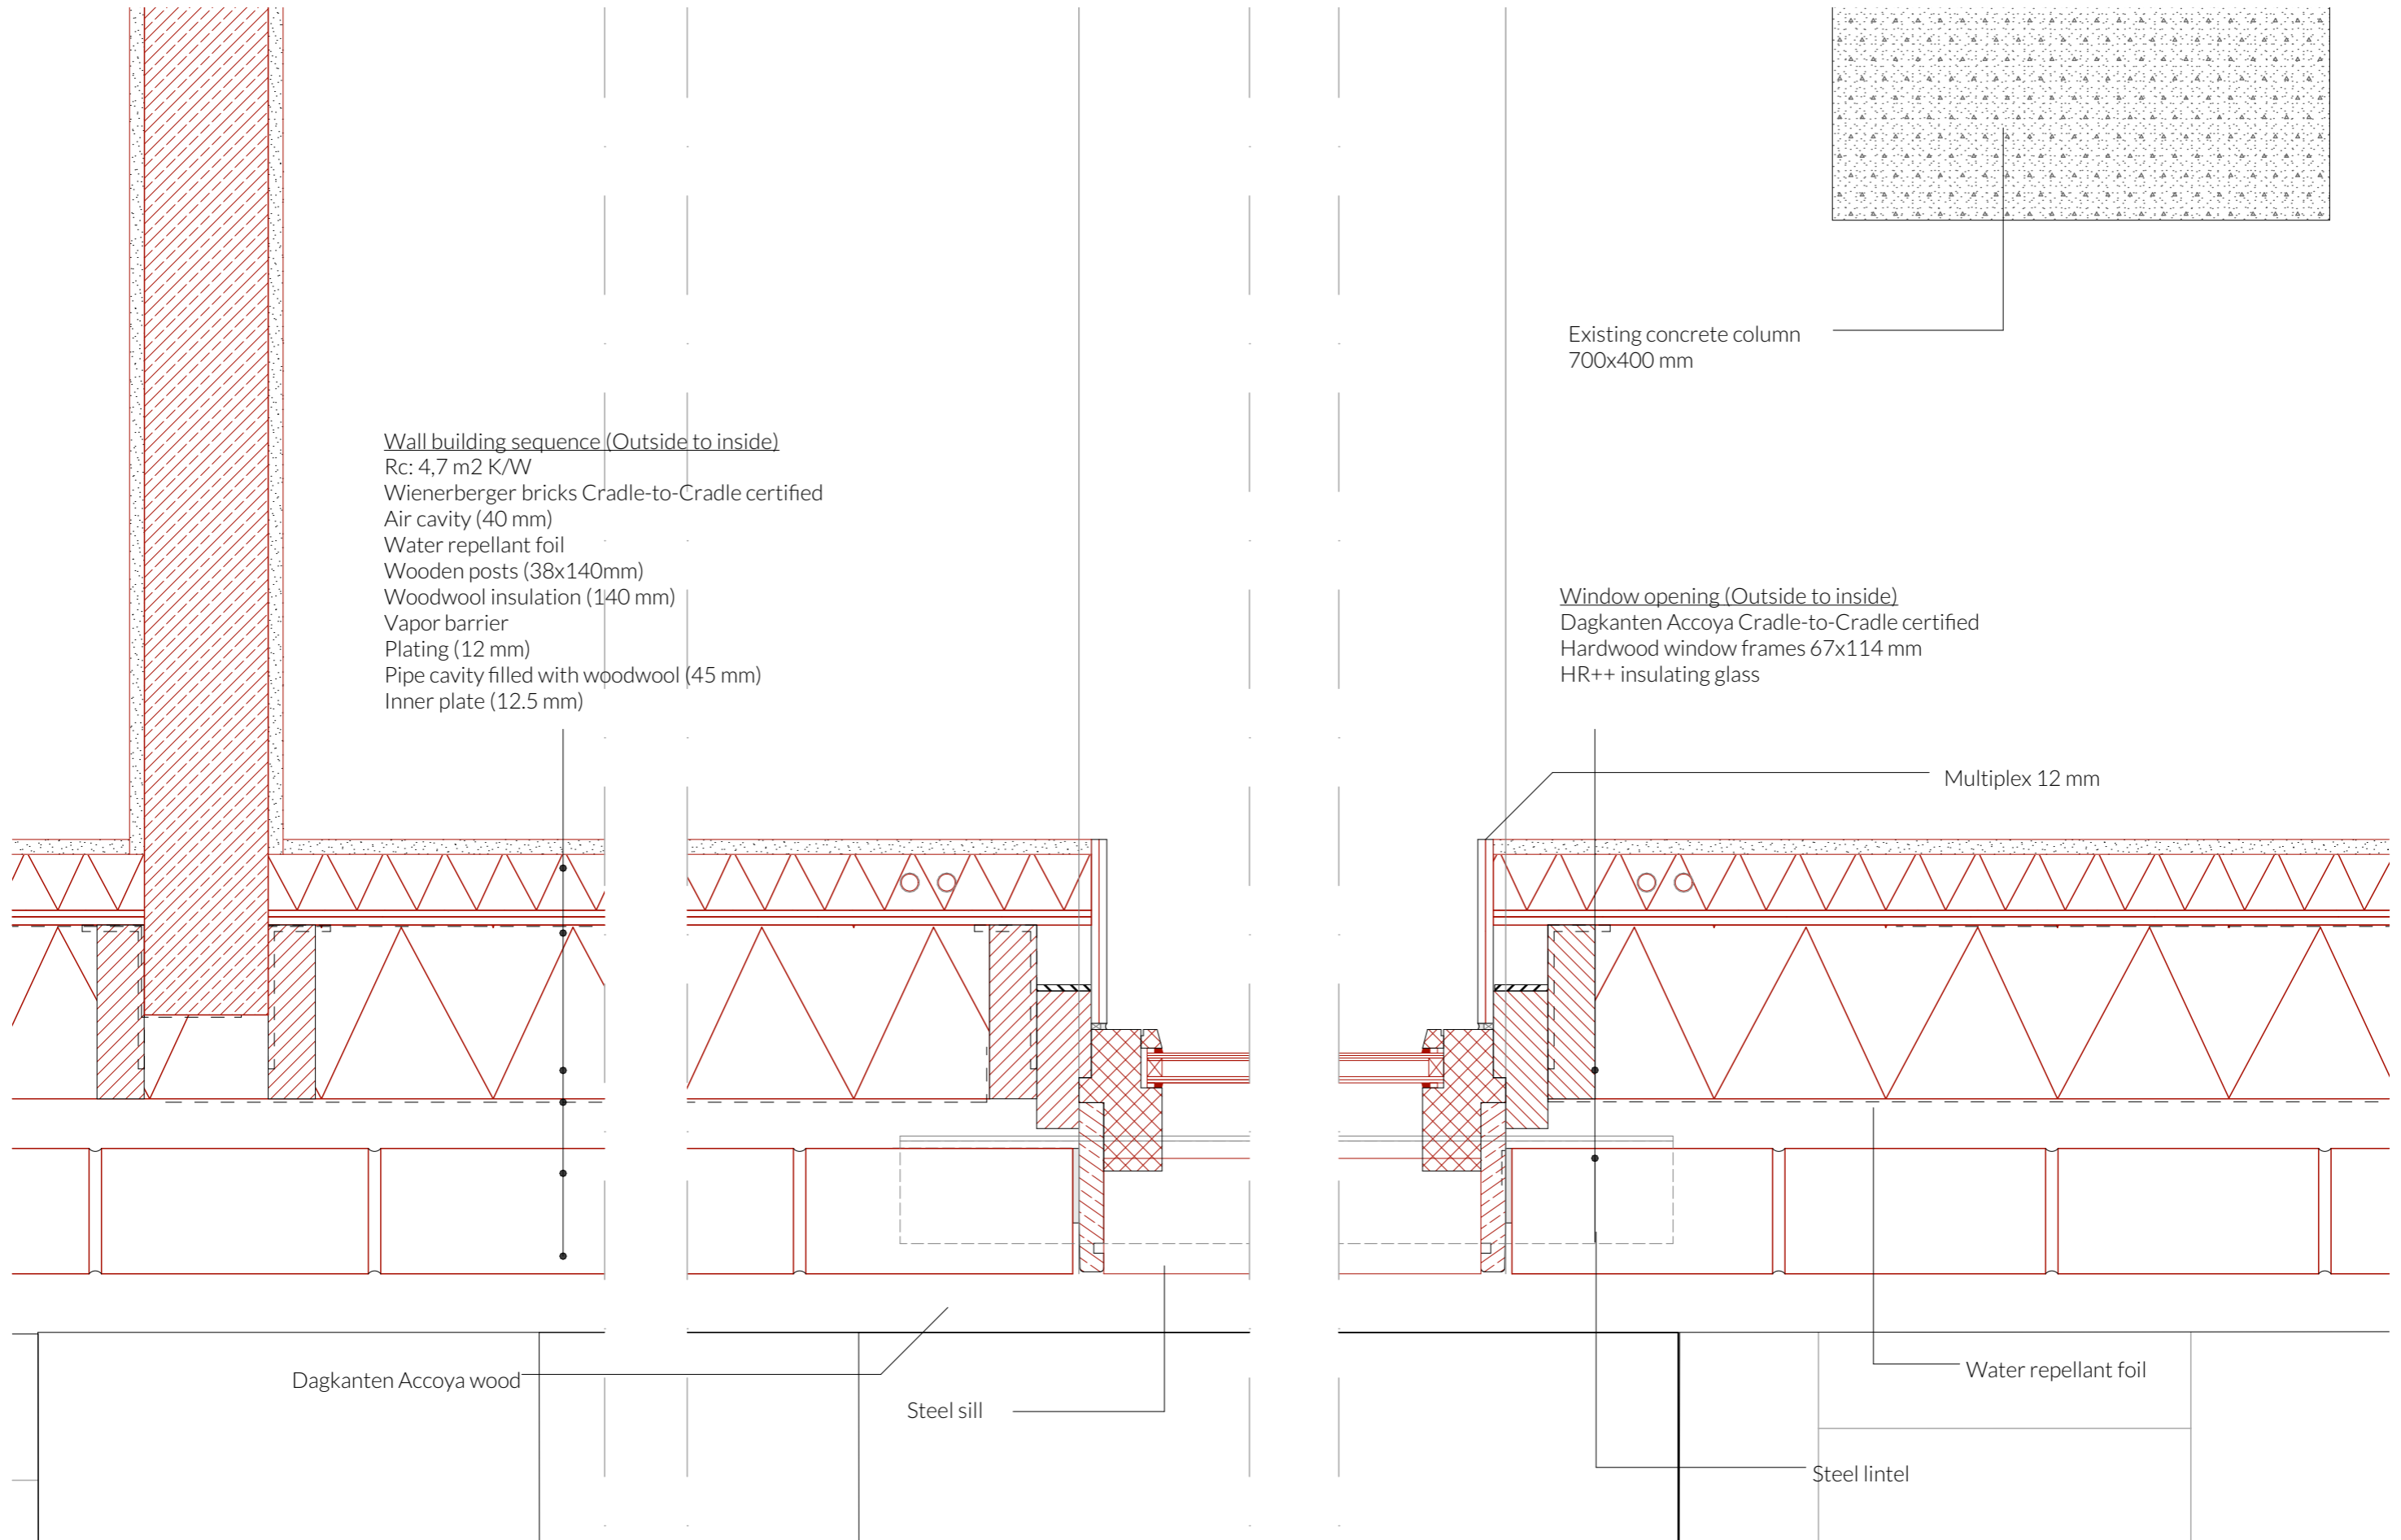 Existing concrete column
700x400 mm
Wall building sequence (Outside to inside)
Rc: 4,7 m2 K/W
Wienerberger bricks Cradle-to-Cradle certified
Air cavity (40 mm)
Water repellant foil
Wooden posts (38x140mm)
Woodwool insulation (140 mm)
Vapor barrier
Plating (12 mm)
Pipe cavity filled with woodwool (45 mm)
Inner plate (12.5 mm)
Window opening (Outside to inside)
Dagkanten Accoya Cradle-to-Cradle certified
Hardwood window frames 67x114 mm
HR++ insulating glass
Multiplex 12 mm
Dagkanten Accoya wood
Steel sill
Water repellant foil
Steel lintel